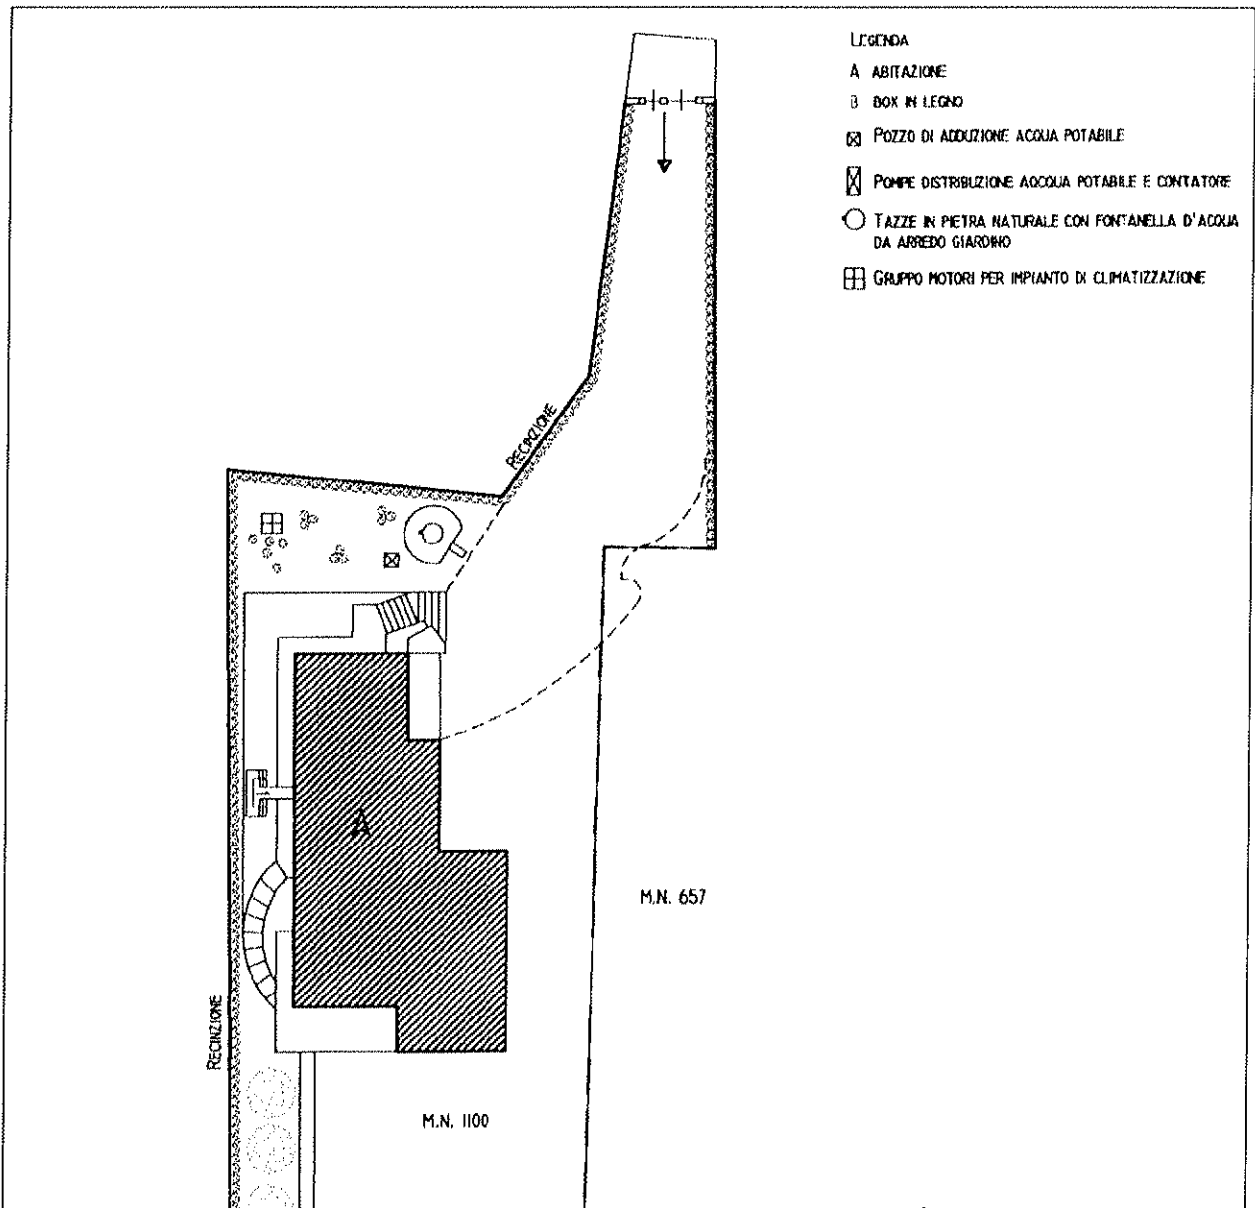 LEGENDA
A ABITAZIONE
B BOX IN LEGNO
POZZO DI ADDUZIONE ACQUA POTABILE
POMPE DISTRIBUZIONE ACCQUA POTABILE E CONTATORE
TAZZE IN PIETRA NATURALE CON FONTANELLA D'ACQUA
DA ARREDO GIARDINO
GRUPPO MOTORI PER IMPIANTO DI CLIMATIZZAZIONE
RECINZIONE
A
M.N. 657
RECINZIONE
M.N. 1100